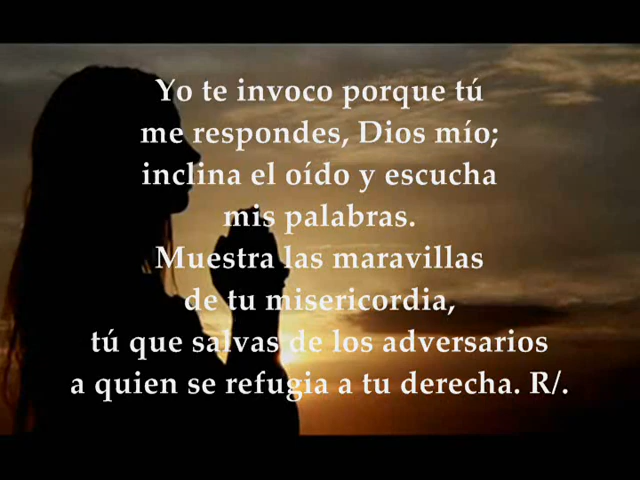 Yo te invoco porque tú
me respondes, Dios mío;
inclina el oído y escucha
mis palabras.
Muestra las maravillas
de tu misericordia,
tú que salvas de los adversarios
a quien se refugia a tu derecha. R/.